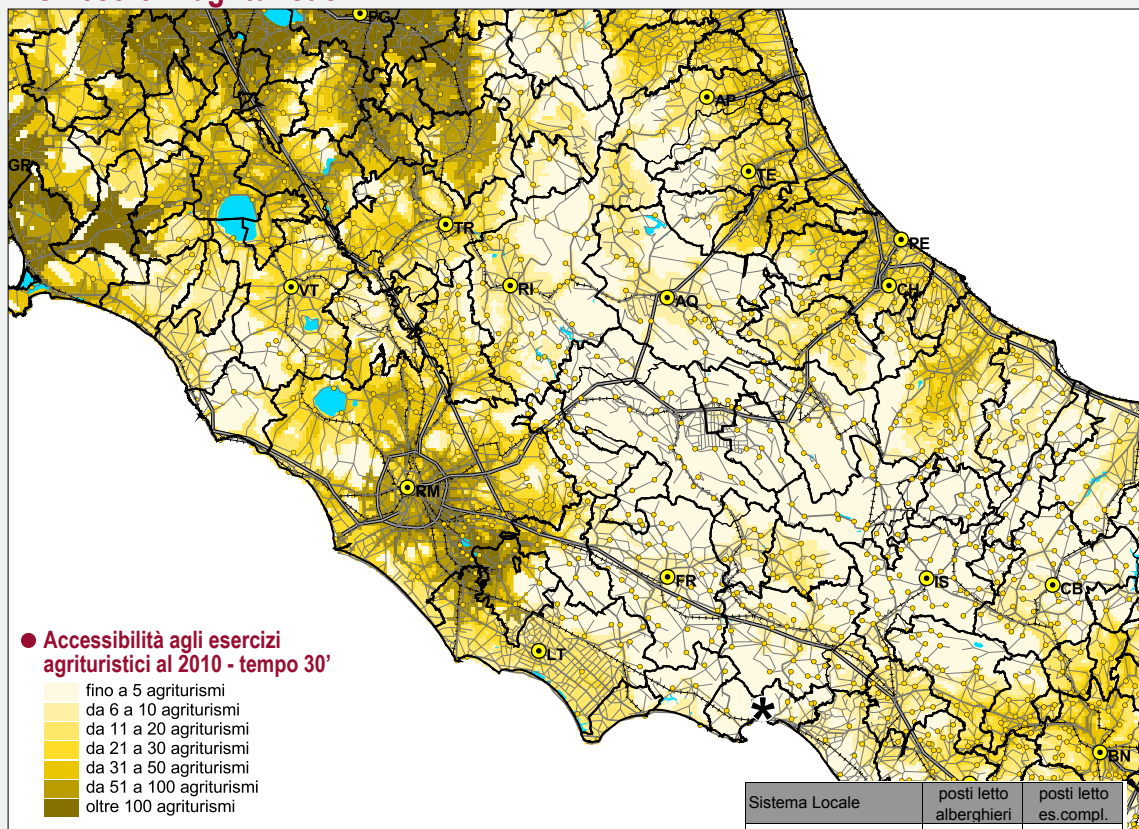 PG
AP
GR
TE
TR
PE
VT
RI
AQ
CH
RM
FR
IS
CB
LT
*
BN
Accessibilità agli esercizi
agrituristici al 2010 - tempo 30'
fino a 5 agriturismi
da 6 a 10 agriturismi
da 11 a 20 agriturismi
da 21 a 30 agriturismi
da 31 a 50 agriturismi
da 51 a 100 agriturismi
oltre 100 agriturismi
Sistema Locale
posti letto
alberghieri
posti letto
es.compl.